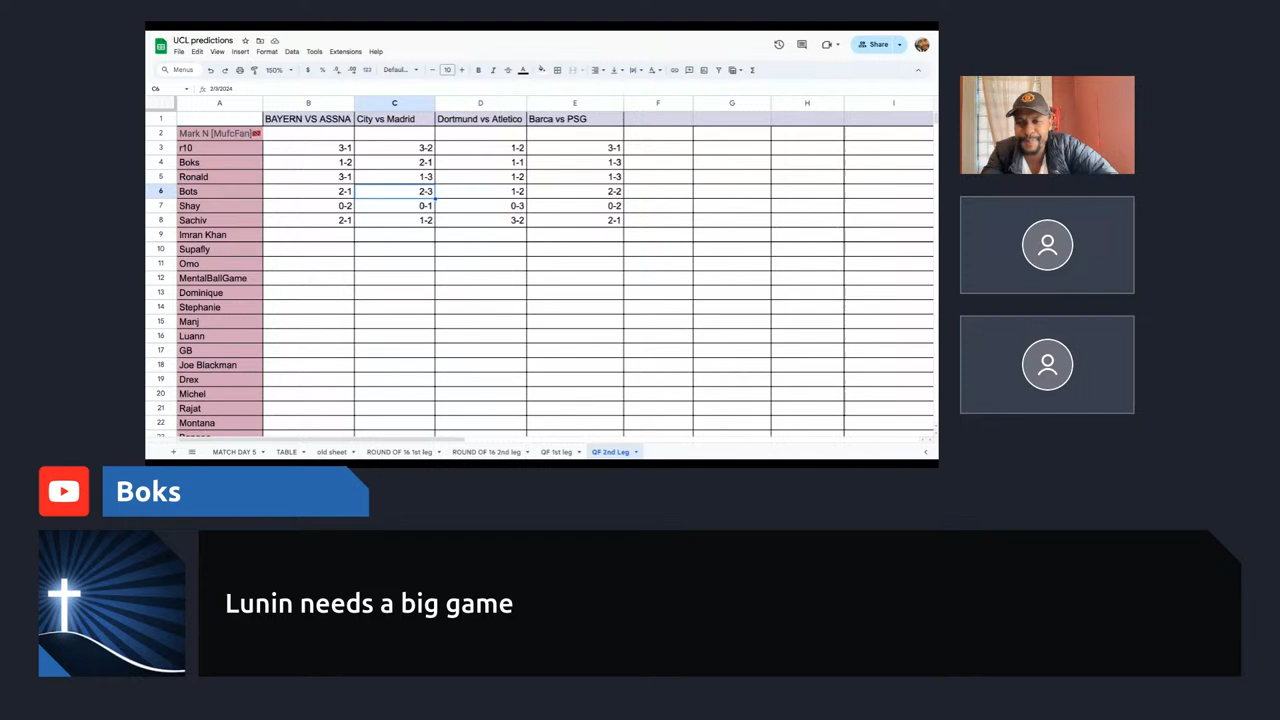 UCL predictions
File Edit View Insert Format Data Tools Extensions Help
Share
Menus 150% $ % .0 .00 123 Defaul... 10 B I A
C6 2/3/2024
A B C D E F G H I
1 BAYERN VS ASSNA City vs Madrid Dortmund vs Atletico Barca vs PSG
2 Mark N [MufcFan]
3 r10 3-1 3-2 1-2 3-1
4 Boks 1-2 2-1 1-1 1-3
5 Ronald 3-1 1-3 1-2 1-3
6 Bots 2-1 2-3 1-2 2-2
7 Shay 0-2 0-1 0-3 0-2
8 Sachiv 2-1 1-2 3-2 2-1
9 Imran Khan
10 Supafly
11 Omo
12 MentalBallGame
13 Dominique
14 Stephanie
15 Manj
16 Luann
17 GB
18 Joe Blackman
19 Drex
20 Michel
21 Rajat
22 Montana
MATCH DAY 5 TABLE old sheet ROUND OF 16 1st leg ROUND OF 16 2nd leg QF 1st leg QF 2nd Leg
Boks
Lunin needs a big game